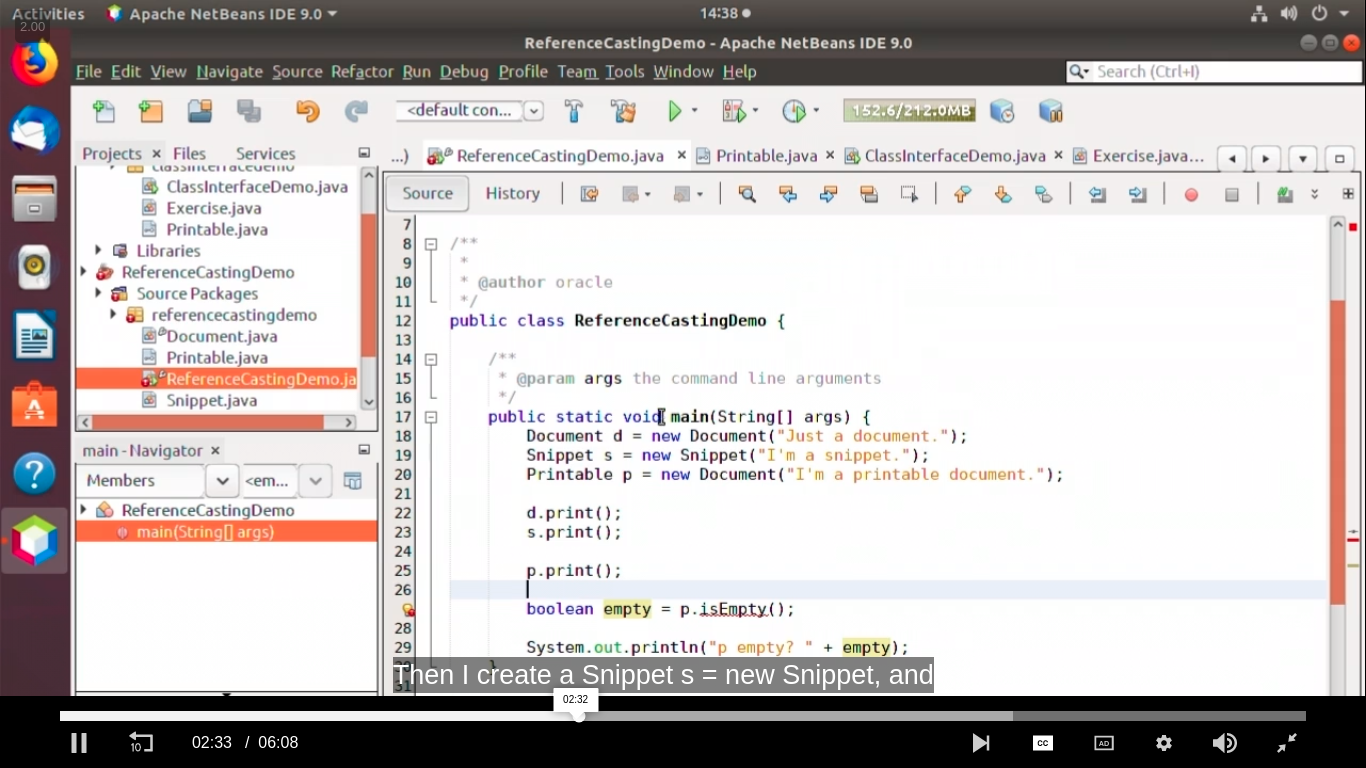 Activities
Apache NetBeans IDE 9.0
14:38
2.00
ReferenceCastingDemo - Apache NetBeans IDE 9.0
File Edit View Navigate Source Refactor Run Debug Profile Team Tools Window Help
Search (Ctrl+I)
<default con...
152.6/212.0MB
Projects Files Services
...)
ReferenceCastingDemo.java
Printable.java
ClassInterfaceDemo.java
Exercise.java...
classinterfacedemo
ClassInterfaceDemo.java
Exercise.java
Printable.java
Libraries
ReferenceCastingDemo
Source Packages
referencecastingdemo
Document.java
Printable.java
ReferenceCastingDemo.ja
Snippet.java
main - Navigator
Members
<em...
ReferenceCastingDemo
main(String[] args)
Source History
7
8 /**
9 *
10 * @author oracle
11 */
12 public class ReferenceCastingDemo {
13
14 /**
15 * @param args the command line arguments
16 */
17 public static void main(String[] args) {
18 Document d = new Document("Just a document.");
19 Snippet s = new Snippet("I'm a snippet.");
20 Printable p = new Document("I'm a printable document.");
21
22 d.print();
23 s.print();
24
25 p.print();
26
boolean empty = p.isEmpty();
28
29 System.out.println("p empty? " + empty);
30 }
31
Then I create a Snippet s = new Snippet, and
02:32
10
02:33 / 06:08
CC
AD